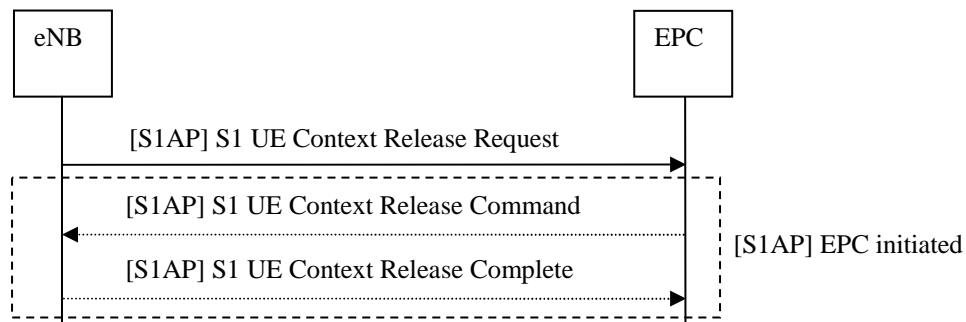 eNB
EPC
[S1AP] S1 UE Context Release Request
[S1AP] S1 UE Context Release Command
[S1AP] EPC initiated
[S1AP] S1 UE Context Release Complete